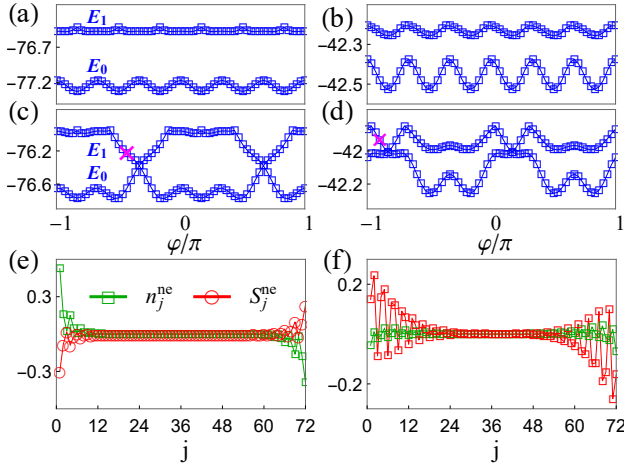 (a) (b)
E1
−76.7 −42.3
E0
−77.2 −42.5
(c) (d)
−76.2 −42
E1
E0
−76.6 −42.2
−1 0 1 −1 0 1
φ/π φ/π
(e) (f)
n_j^ne S_j^ne
0.3 0.2
−0.3 −0.2
0 12 24 36 48 60 72 0 12 24 36 48 60 72
j j